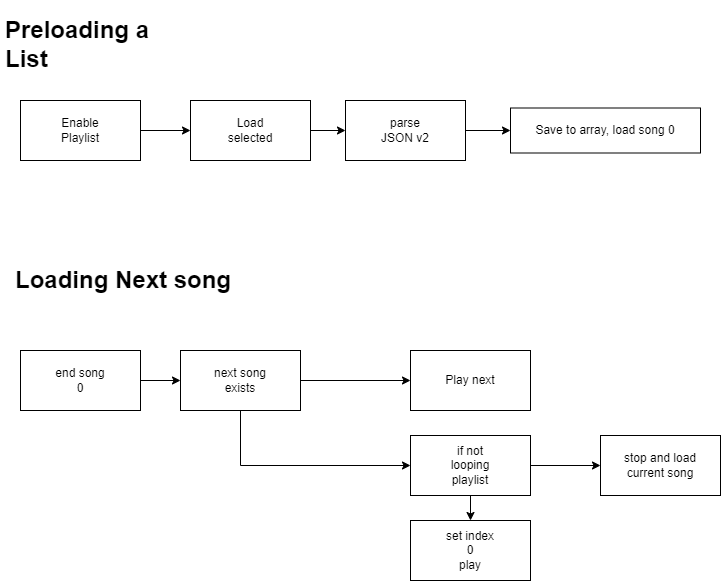 Preloading a
List
Enable
Playlist
Load
selected
parse
JSON v2
Save to array, load song 0
Loading Next song
end song
0
next song
exists
Play next
if not
looping
playlist
stop and load
current song
set index
0
play